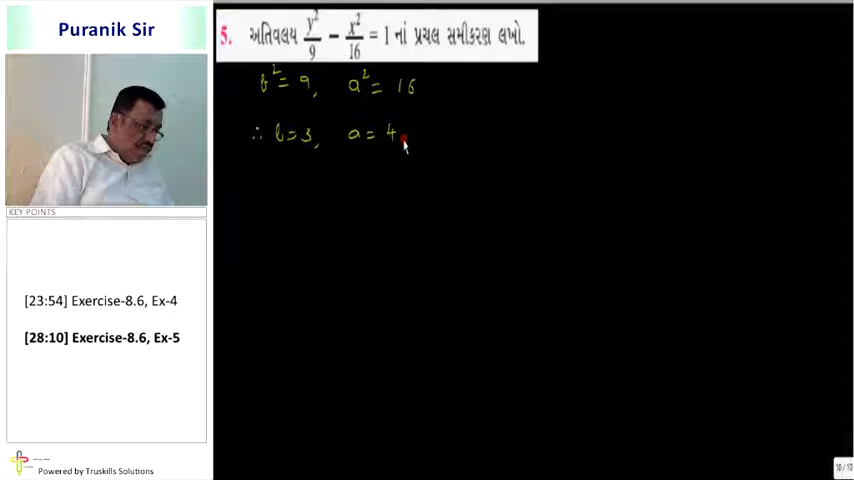 Puranik Sir
5. અતિવલય y²/9 − x²/16 = 1 નાં પ્રચલ સમીકરણ લખો.
b² = 9, a² = 16
∴ b = 3, a = 4
KEY POINTS
[23:54] Exercise-8.6, Ex-4
[28:10] Exercise-8.6, Ex-5
Powered by Truskills Solutions
10 / 10